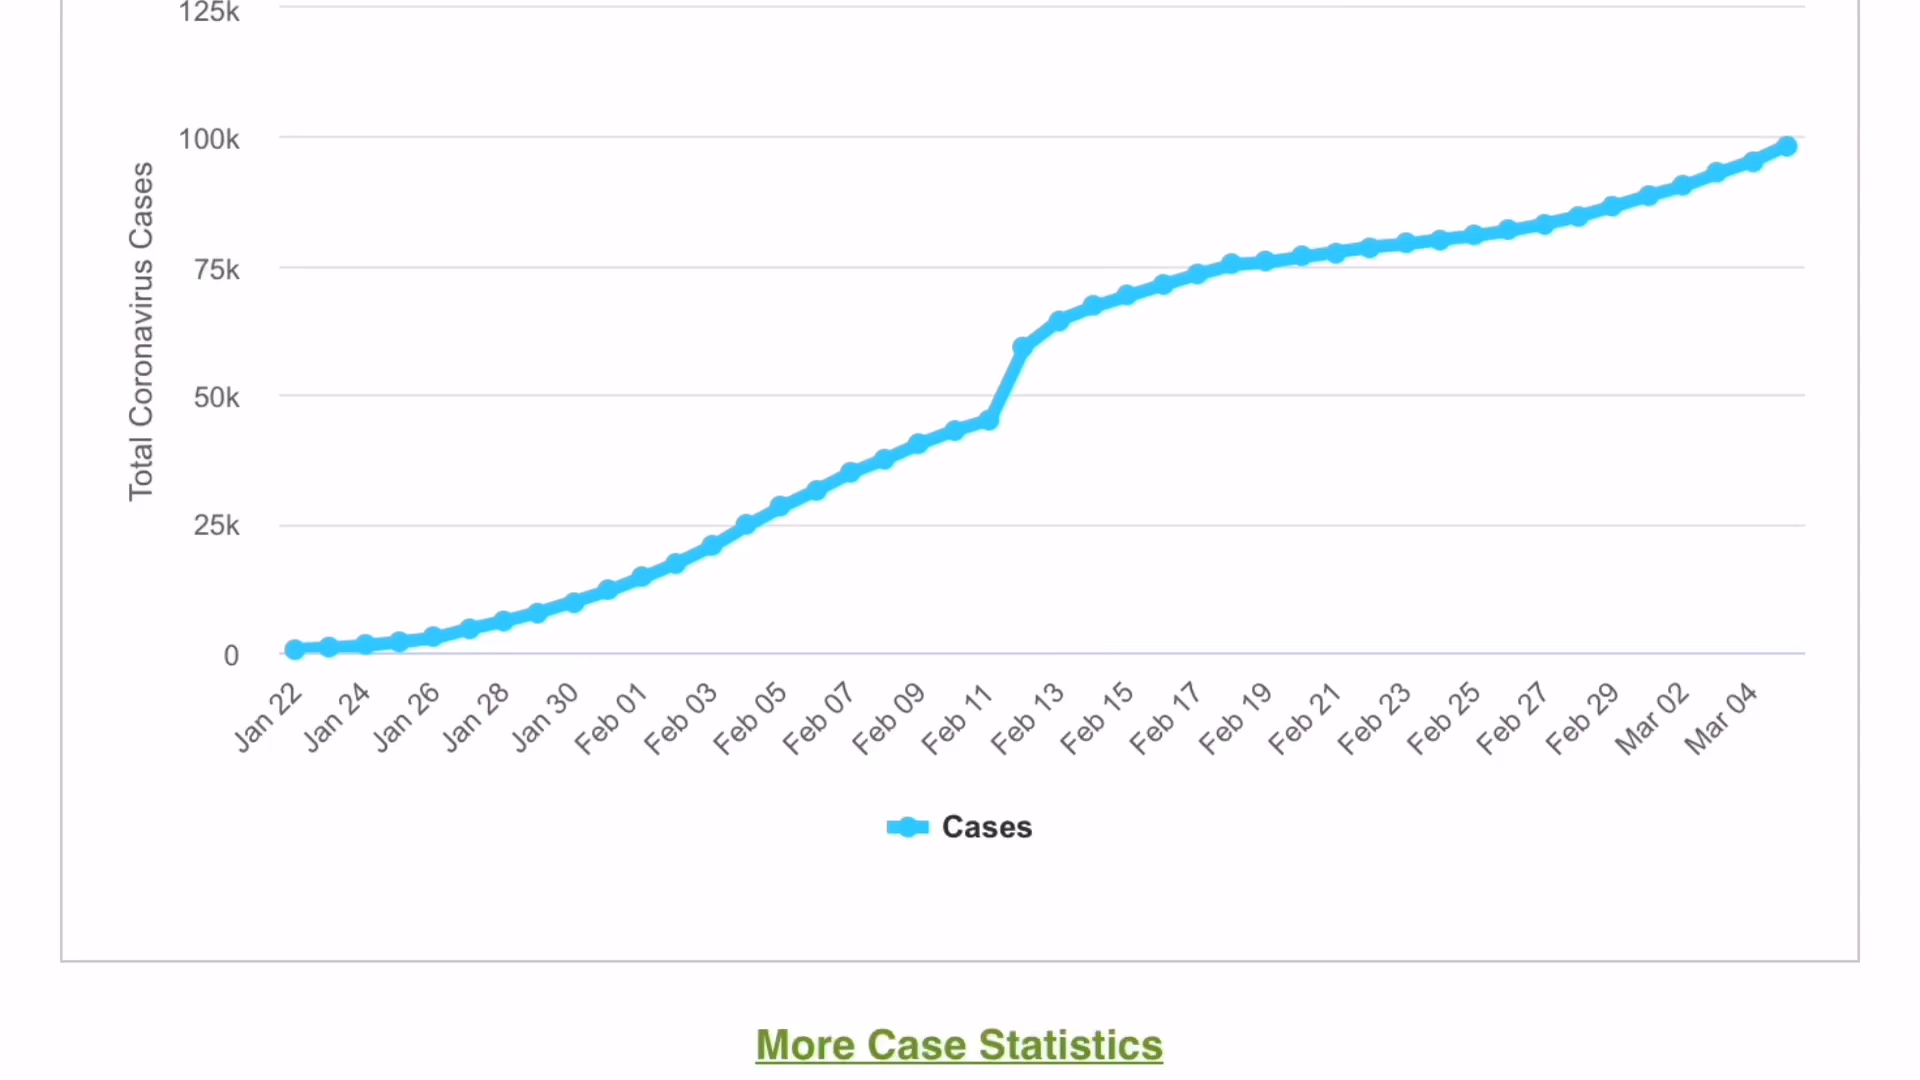 125k
100k
75k
50k
25k
0
Total Coronavirus Cases
Jan 22
Jan 24
Jan 26
Jan 28
Jan 30
Feb 01
Feb 03
Feb 05
Feb 07
Feb 09
Feb 11
Feb 13
Feb 15
Feb 17
Feb 19
Feb 21
Feb 23
Feb 25
Feb 27
Feb 29
Mar 02
Mar 04
Cases
More Case Statistics